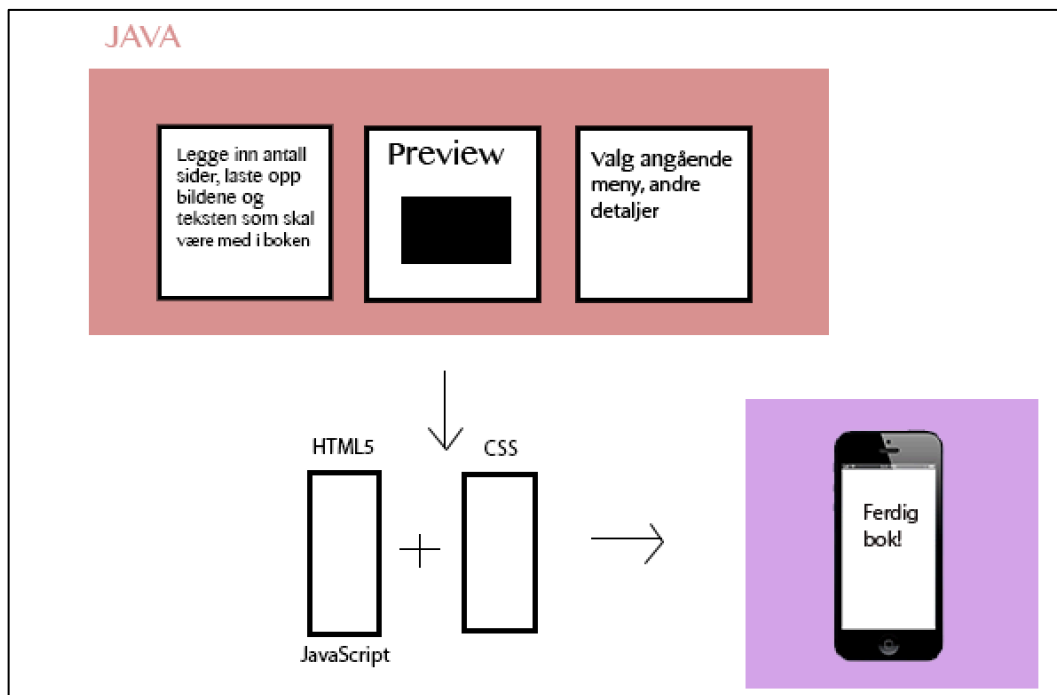 JAVA
Legge inn antall
sider, laste opp
bildene og
teksten som skal
være med i boken
Preview
Valg angående
meny, andre
detaljer
HTML5
CSS
+
JavaScript
Ferdig
bok!